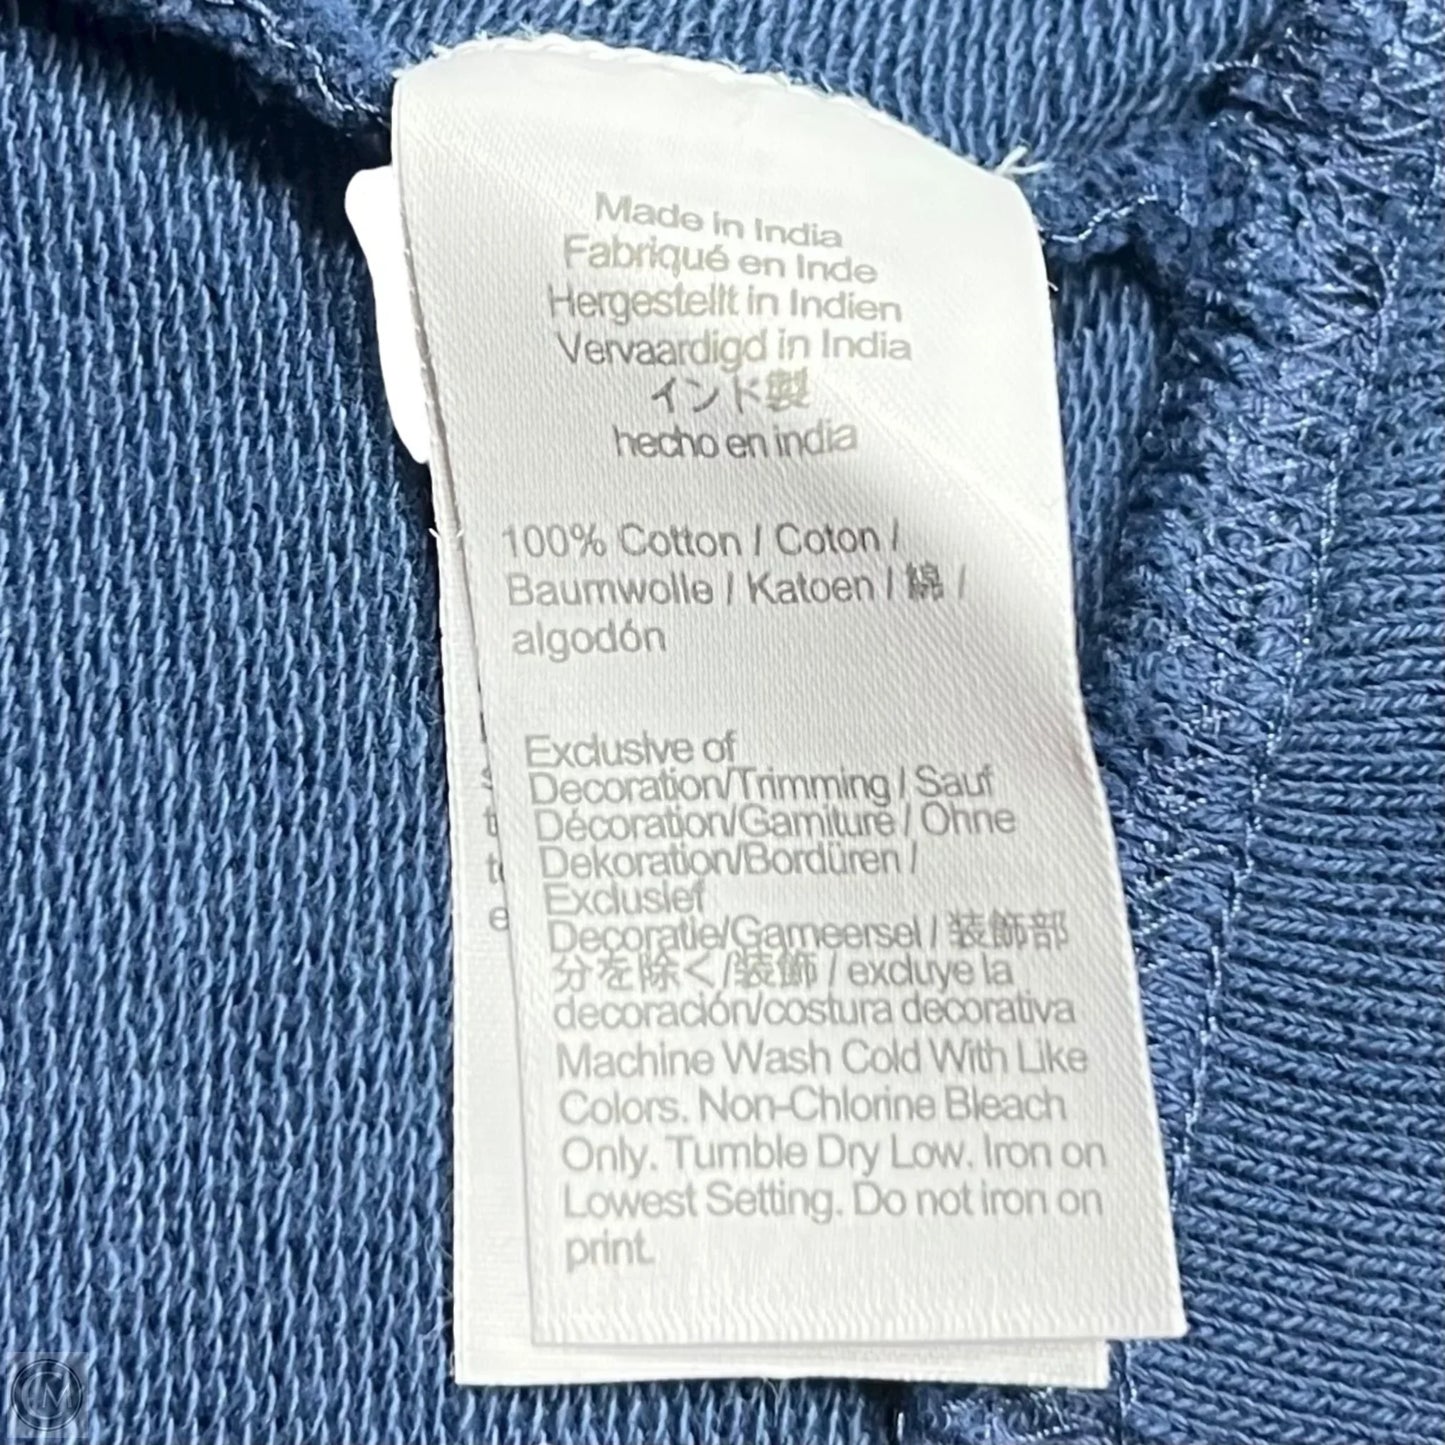 Made in India
Fabriqué en Inde
Hergestellt in Indien
Vervaardigd in India
インド製
hecho en india
100% Cotton / Coton /
Baumwolle / Katoen / 綿 /
algodón
Exclusive of
Decoration/Trimming / Sauf
Décoration/Garniture / Ohne
Dekoration/Bordüren /
Exclusief
Decoratie/Garneersel / 装飾部
分を除く/装飾 / excluye la
decoración/costura decorativa
Machine Wash Cold With Like
Colors. Non-Chlorine Bleach
Only. Tumble Dry Low. Iron on
Lowest Setting. Do not iron on
print.